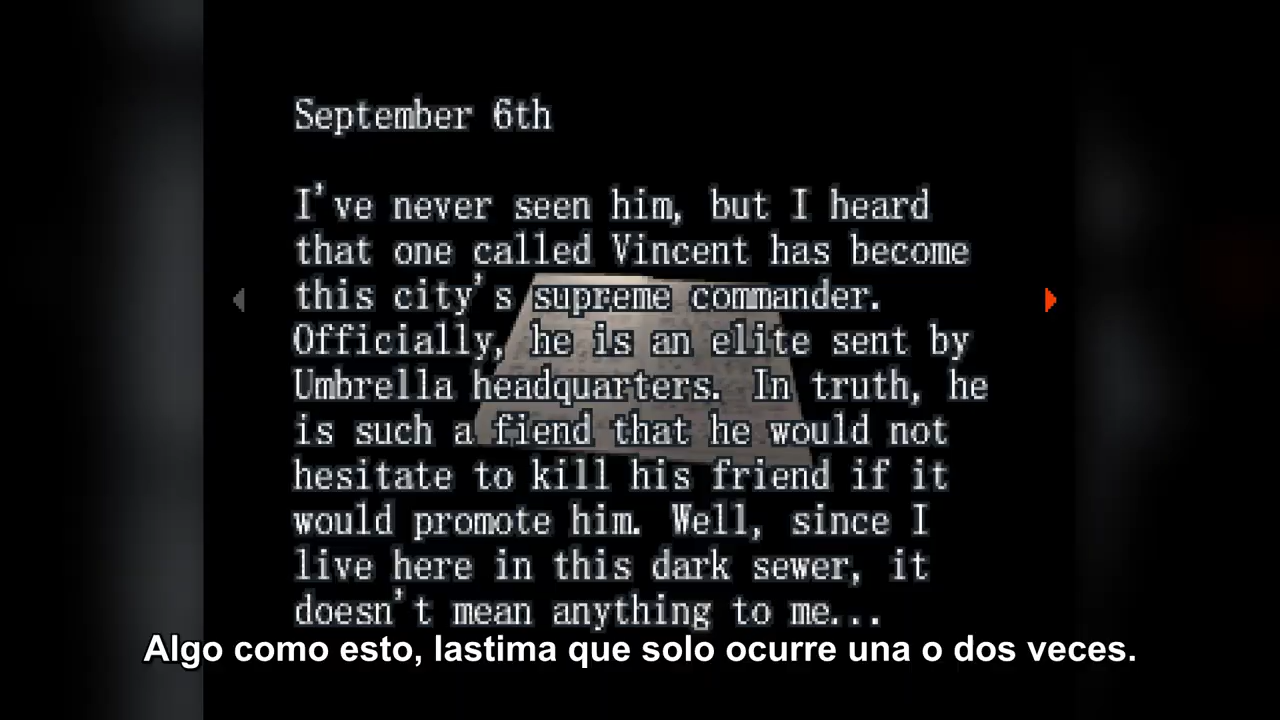 September 6th
I've never seen him, but I heard
that one called Vincent has become
this city's supreme commander.
Officially, he is an elite sent by
Umbrella headquarters. In truth, he
is such a fiend that he would not
hesitate to kill his friend if it
would promote him. Well, since I
live here in this dark sewer, it
doesn't mean anything to me...
Algo como esto, lastima que solo ocurre una o dos veces.